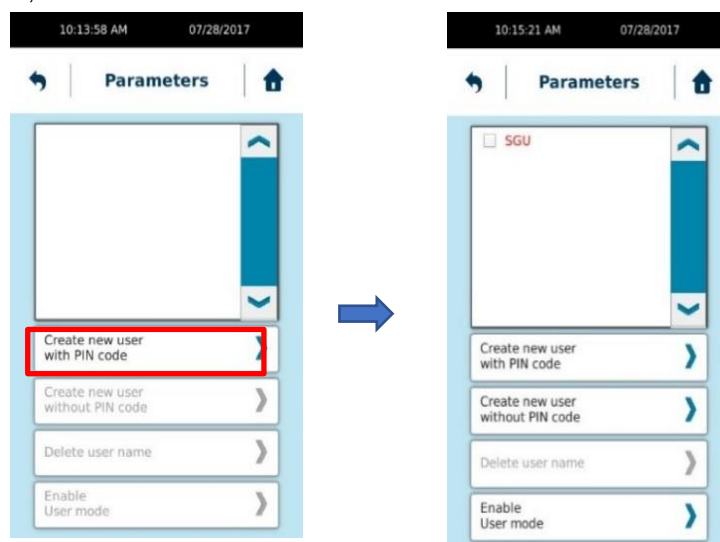 10:13:58 AM 07/28/2017
Parameters
Create new user
with PIN code
Create new user
without PIN code
Delete user name
Enable
User mode
10:15:21 AM 07/28/2017
Parameters
SGU
Create new user
with PIN code
Create new user
without PIN code
Delete user name
Enable
User mode